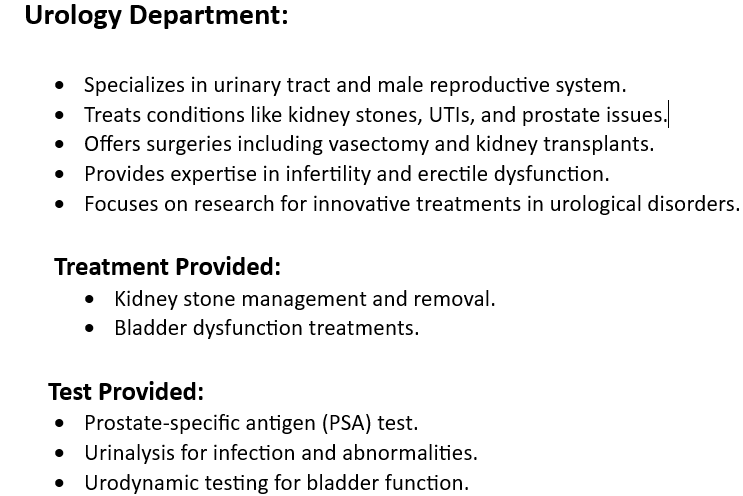 Urology Department:
• Specializes in urinary tract and male reproductive system.
• Treats conditions like kidney stones, UTIs, and prostate issues.
• Offers surgeries including vasectomy and kidney transplants.
• Provides expertise in infertility and erectile dysfunction.
• Focuses on research for innovative treatments in urological disorders.
Treatment Provided:
• Kidney stone management and removal.
• Bladder dysfunction treatments.
Test Provided:
• Prostate-specific antigen (PSA) test.
• Urinalysis for infection and abnormalities.
• Urodynamic testing for bladder function.